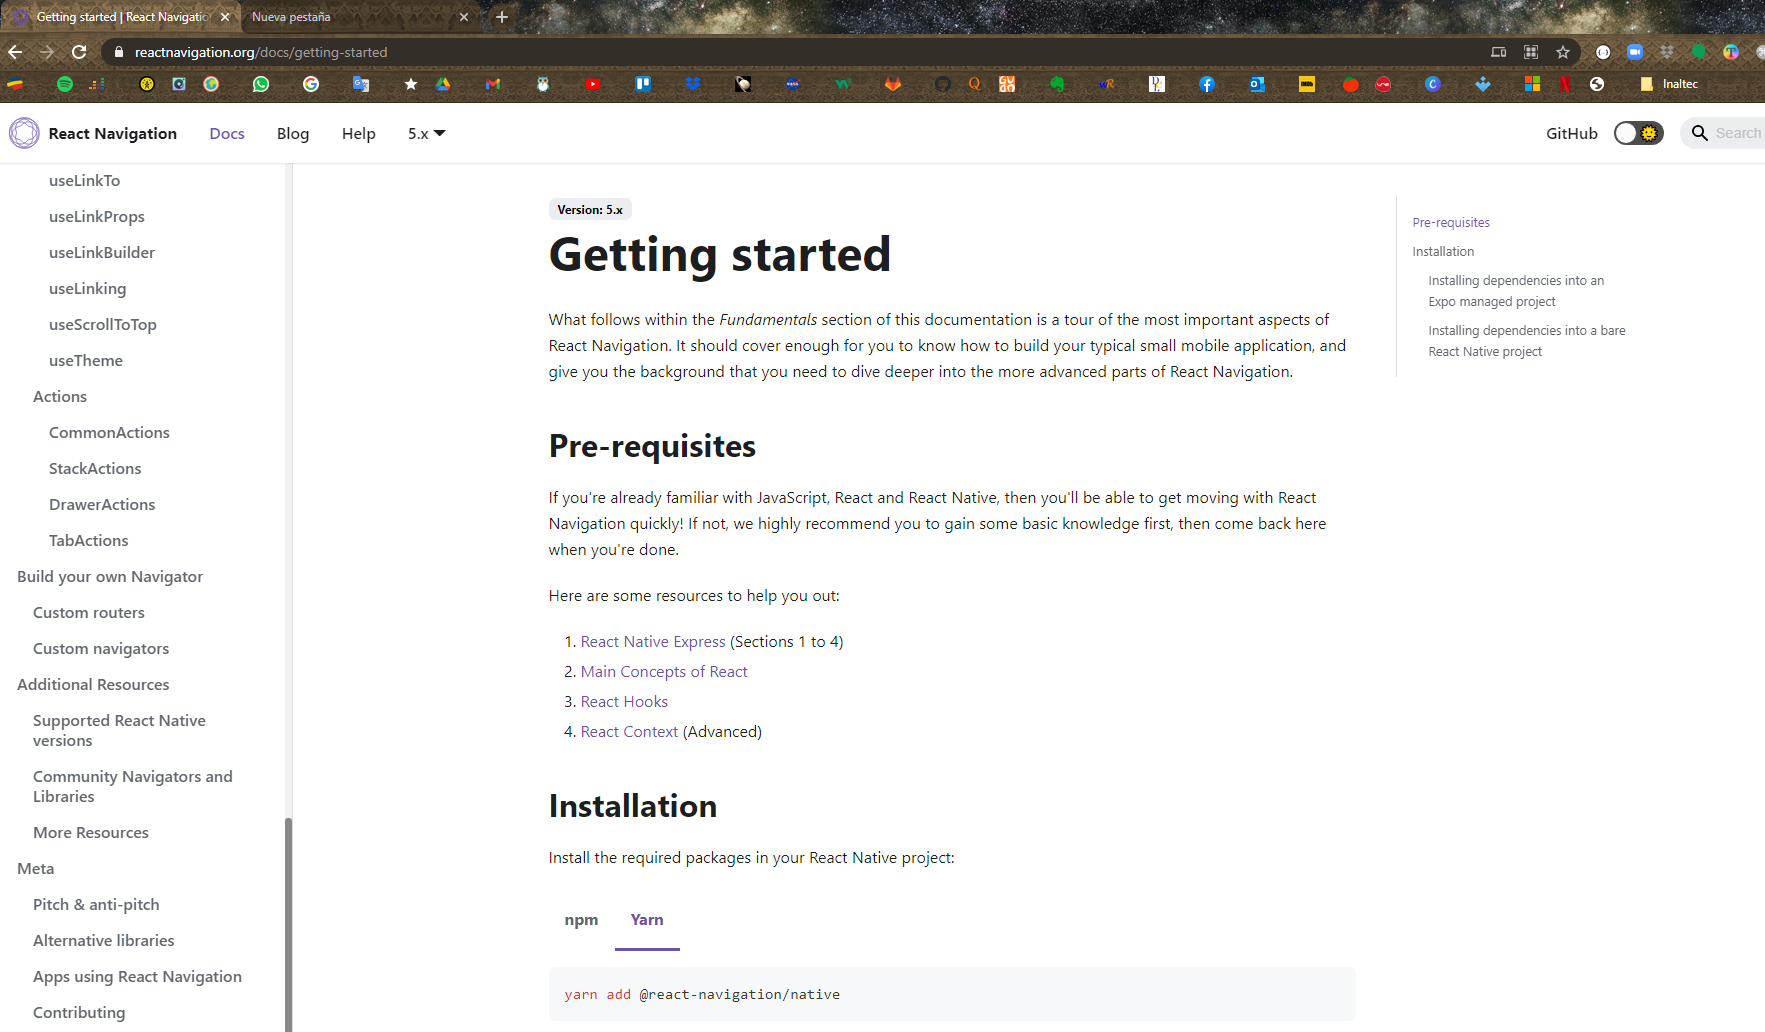 Getting started | React Navigatio
Nueva pestaña
reactnavigation.org/docs/getting-started
Inaltec
React Navigation
Docs
Blog
Help
5.x
GitHub
Search
useLinkTo
useLinkProps
useLinkBuilder
useLinking
useScrollToTop
useTheme
Actions
CommonActions
StackActions
DrawerActions
TabActions
Build your own Navigator
Custom routers
Custom navigators
Additional Resources
Supported React Native
versions
Community Navigators and
Libraries
More Resources
Meta
Pitch & anti-pitch
Alternative libraries
Apps using React Navigation
Contributing
Version: 5.x
Getting started
What follows within the Fundamentals section of this documentation is a tour of the most important aspects of
React Navigation. It should cover enough for you to know how to build your typical small mobile application, and
give you the background that you need to dive deeper into the more advanced parts of React Navigation.
Pre-requisites
If you're already familiar with JavaScript, React and React Native, then you'll be able to get moving with React
Navigation quickly! If not, we highly recommend you to gain some basic knowledge first, then come back here
when you're done.
Here are some resources to help you out:
1. React Native Express (Sections 1 to 4)
2. Main Concepts of React
3. React Hooks
4. React Context (Advanced)
Installation
Install the required packages in your React Native project:
npm
Yarn
yarn add @react-navigation/native
Pre-requisites
Installation
Installing dependencies into an
Expo managed project
Installing dependencies into a bare
React Native project